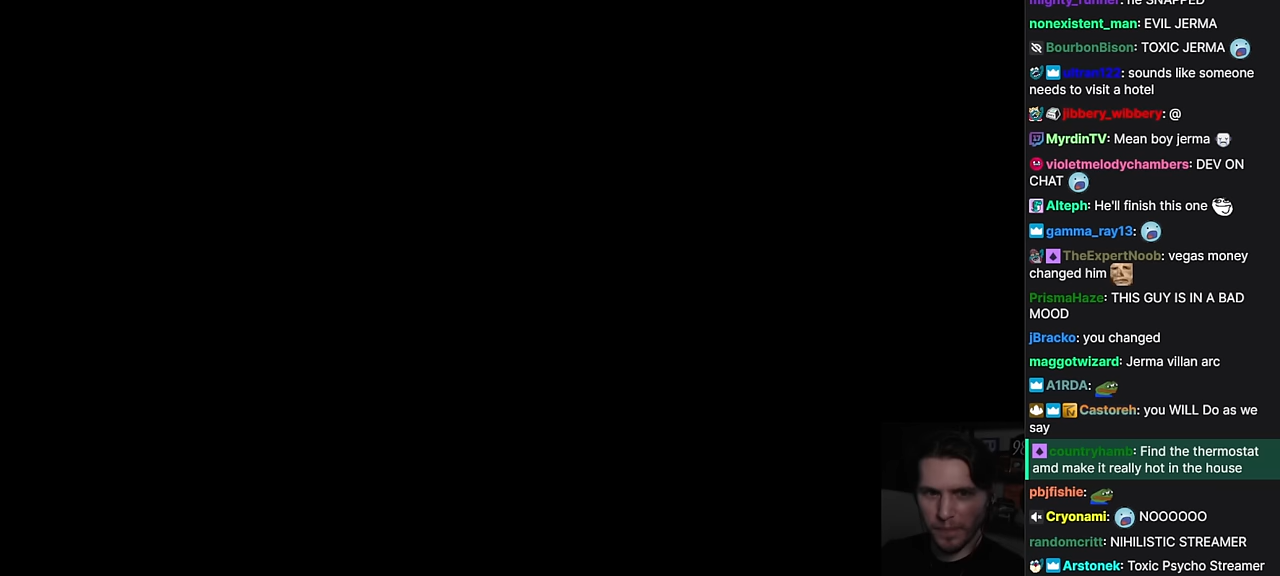 mighty_runner: he SNAPPED
nonexistent_man: EVIL JERMA
BourbonBison: TOXIC JERMA
uthan122: sounds like someone
needs to visit a hotel
jibbery_wibbery: @
MyrdinTV: Mean boy jerma
violetmelodychambers: DEV ON
CHAT
Alteph: He'll finish this one
gamma_ray13:
TheExpertNoob: vegas money
changed him
PrismaHaze: THIS GUY IS IN A BAD
MOOD
jBracko: you changed
maggotwizard: Jerma villan arc
A1RDA:
Castoreh: you WILL Do as we
say
countryhamb: Find the thermostat
amd make it really hot in the house
pbjfishie:
Cryonami: NOOOOOO
randomcritt: NIHILISTIC STREAMER
Arstonek: Toxic Psycho Streamer